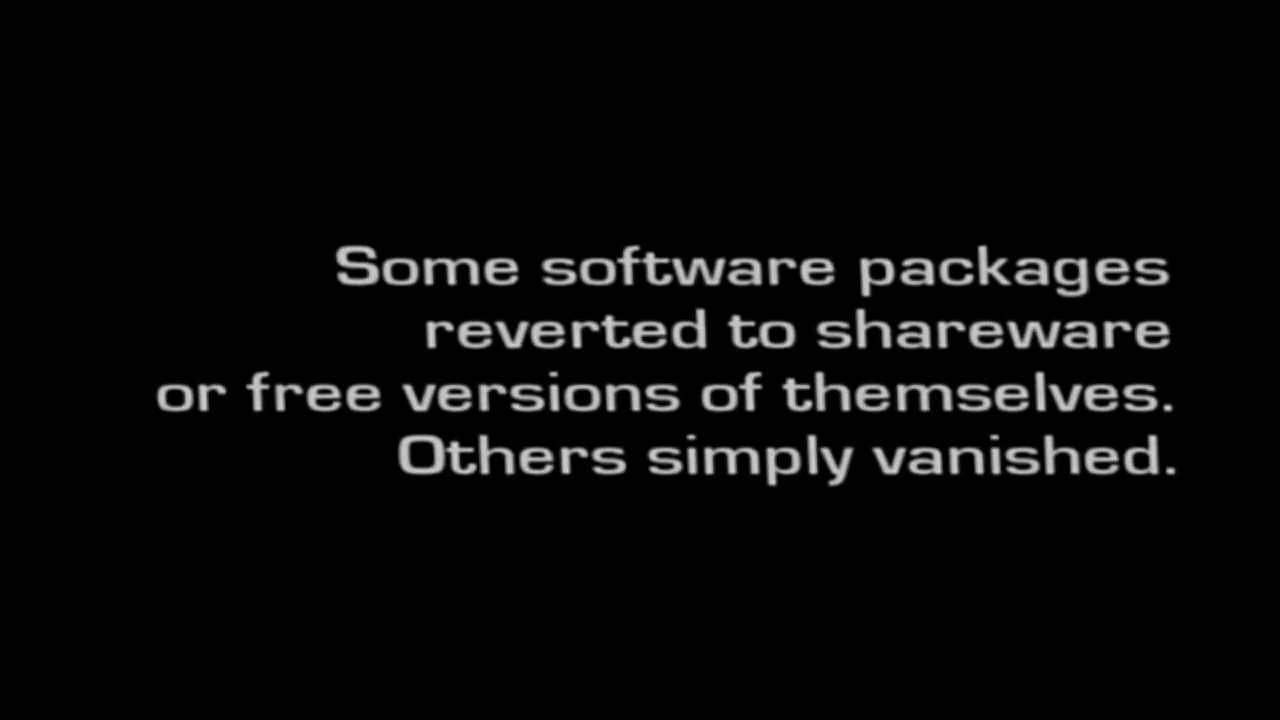 Some software packages
reverted to shareware
or free versions of themselves.
Others simply vanished.